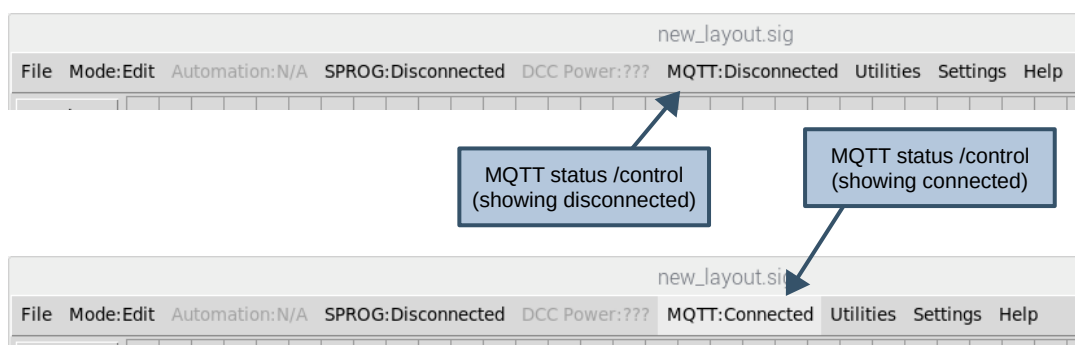 new_layout.sig
File Mode:Edit Automation:N/A SPROG:Disconnected DCC Power:??? MQTT:Disconnected Utilities Settings Help
MQTT status /control
(showing disconnected)
MQTT status /control
(showing connected)
new_layout.sig
File Mode:Edit Automation:N/A SPROG:Disconnected DCC Power:??? MQTT:Connected Utilities Settings Help